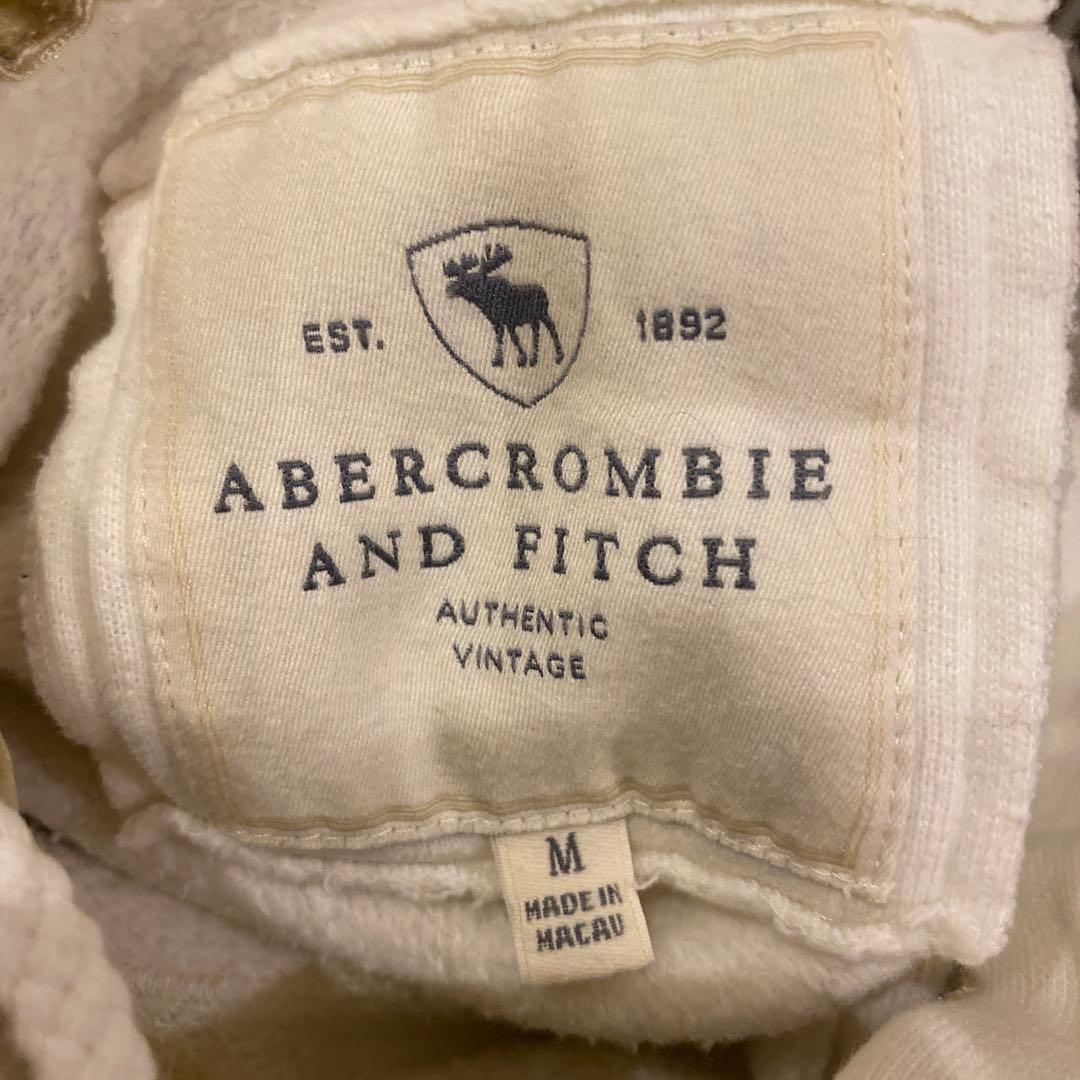 EST. 1892
ABERCROMBIE
AND FITCH
AUTHENTIC
VINTAGE
M
MADE IN
MACAU